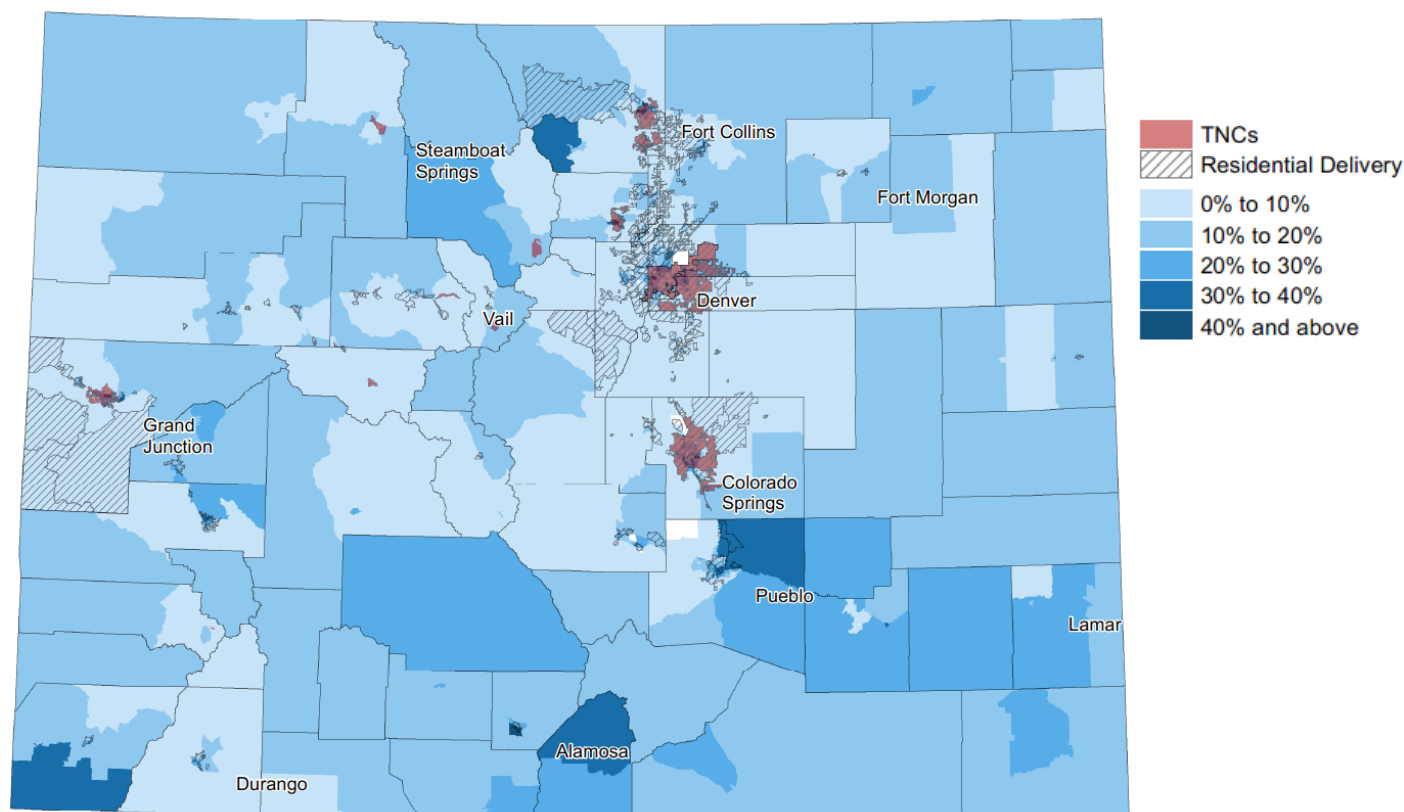 Fort Collins
Steamboat
Springs
Fort Morgan
Denver
Vail
Grand
Junction
Colorado
Springs
Pueblo
Lamar
Alamosa
Durango
TNCs
Residential Delivery
0% to 10%
10% to 20%
20% to 30%
30% to 40%
40% and above